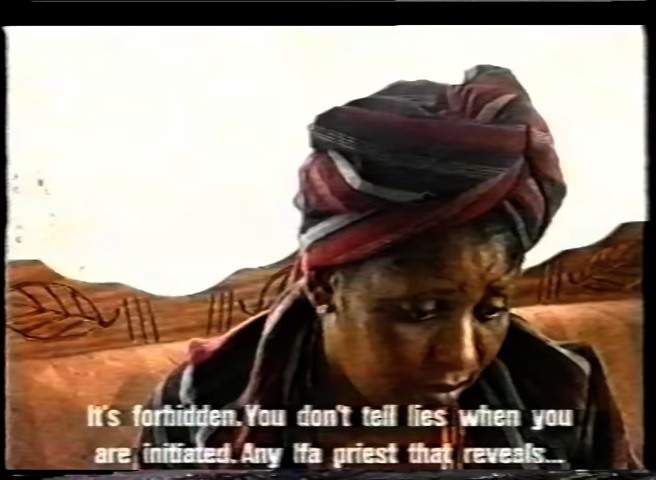 It's forbidden.You don't tell lies when you
are initiated.Any Ifa priest that reveals...